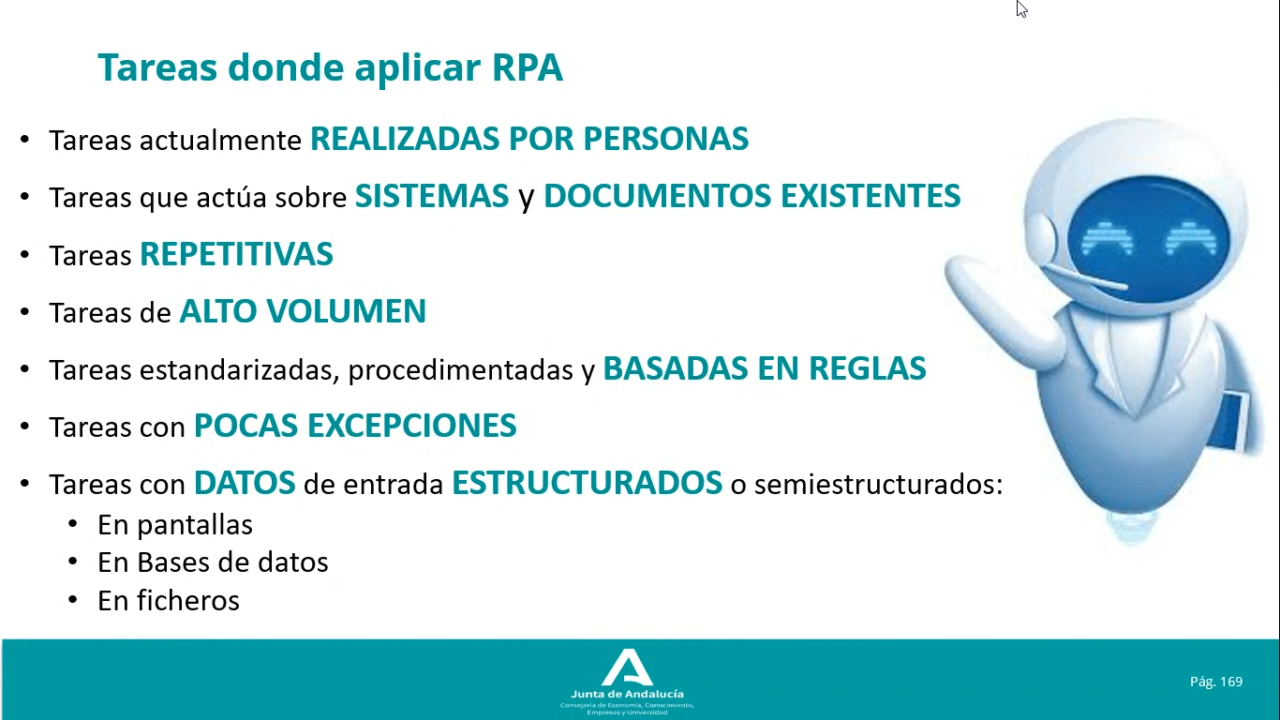 Tareas donde aplicar RPA
• Tareas actualmente REALIZADAS POR PERSONAS
• Tareas que actúa sobre SISTEMAS y DOCUMENTOS EXISTENTES
• Tareas REPETITIVAS
• Tareas de ALTO VOLUMEN
• Tareas estandarizadas, procedimentadas y BASADAS EN REGLAS
• Tareas con POCAS EXCEPCIONES
• Tareas con DATOS de entrada ESTRUCTURADOS o semiestructurados:
• En pantallas
• En Bases de datos
• En ficheros
Junta de Andalucía
Consejería de Economía, Conocimiento,
Empresas y Universidad
Pág. 169